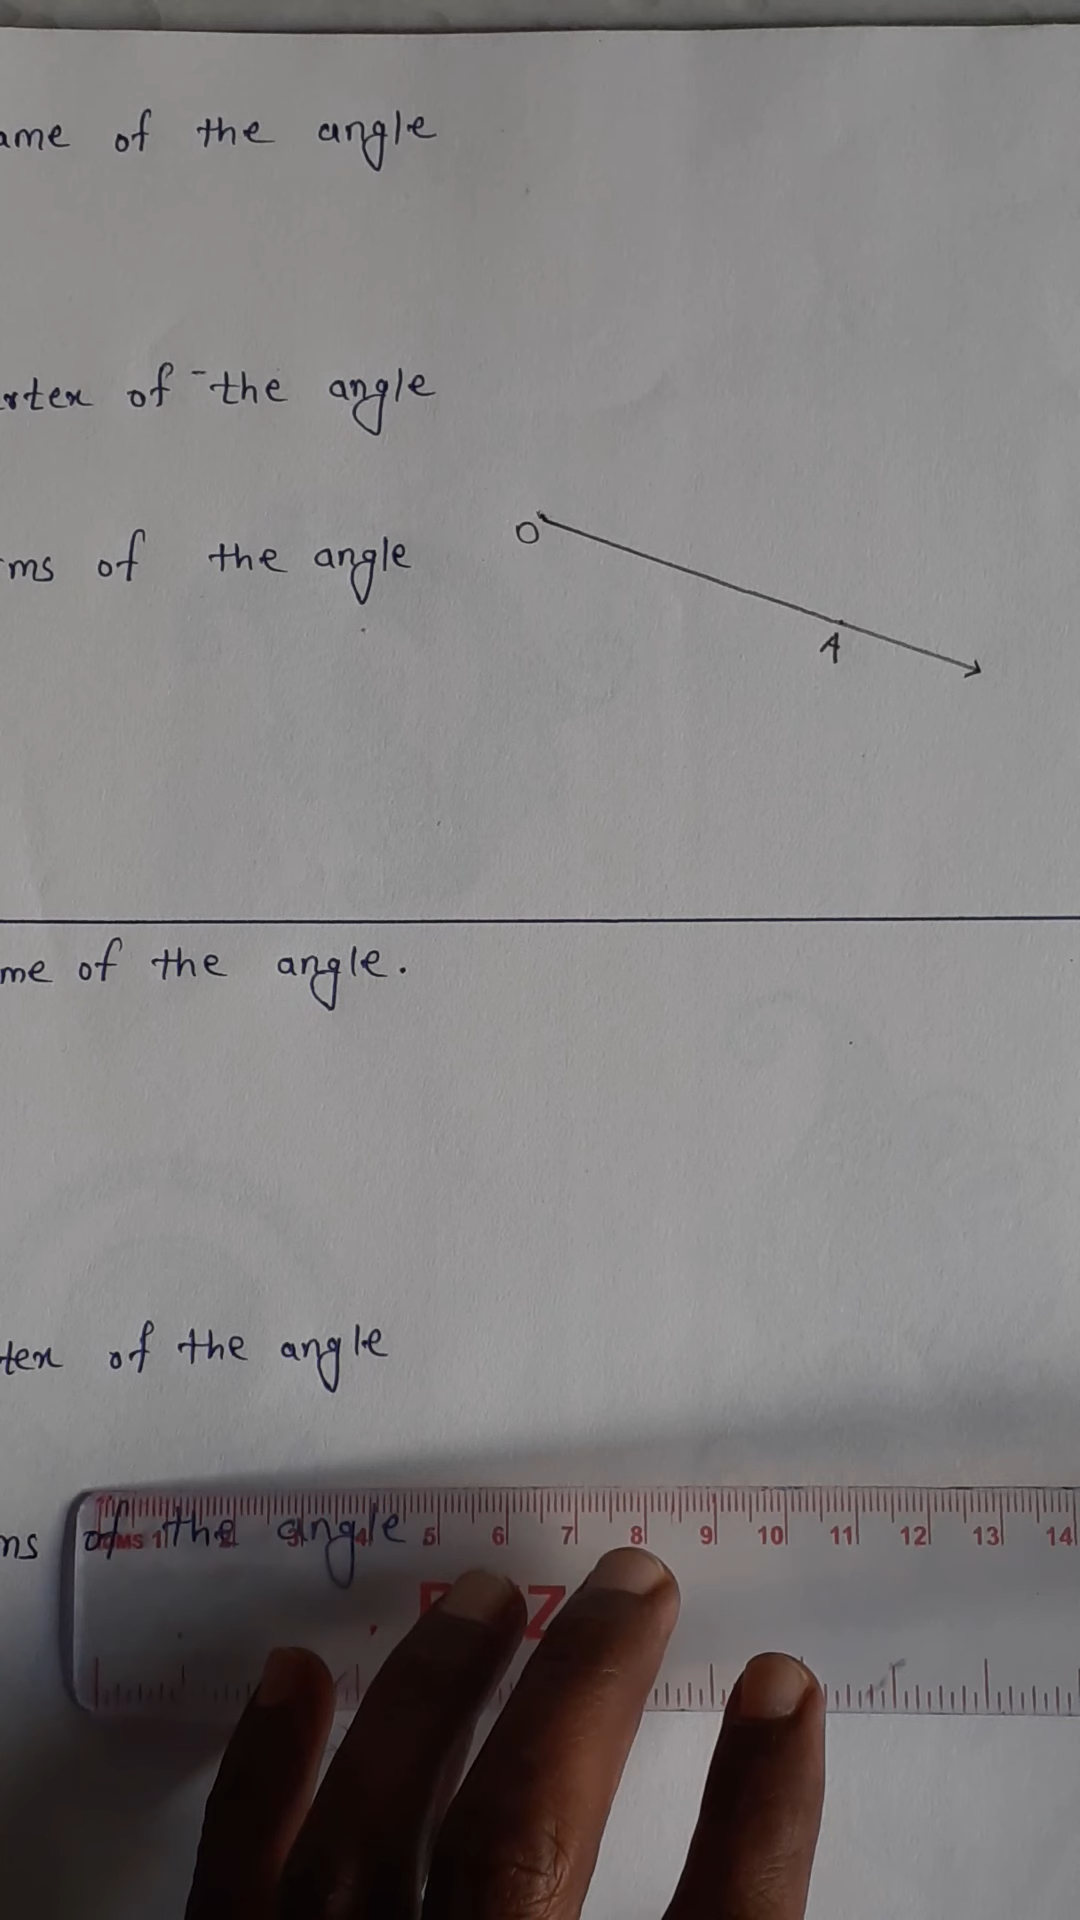 ame of the angle
rtex of the angle
O
ms of the angle
A
me of the angle.
tex of the angle
ms of the angle
5 6 7 8 9 10 11 12 13 14